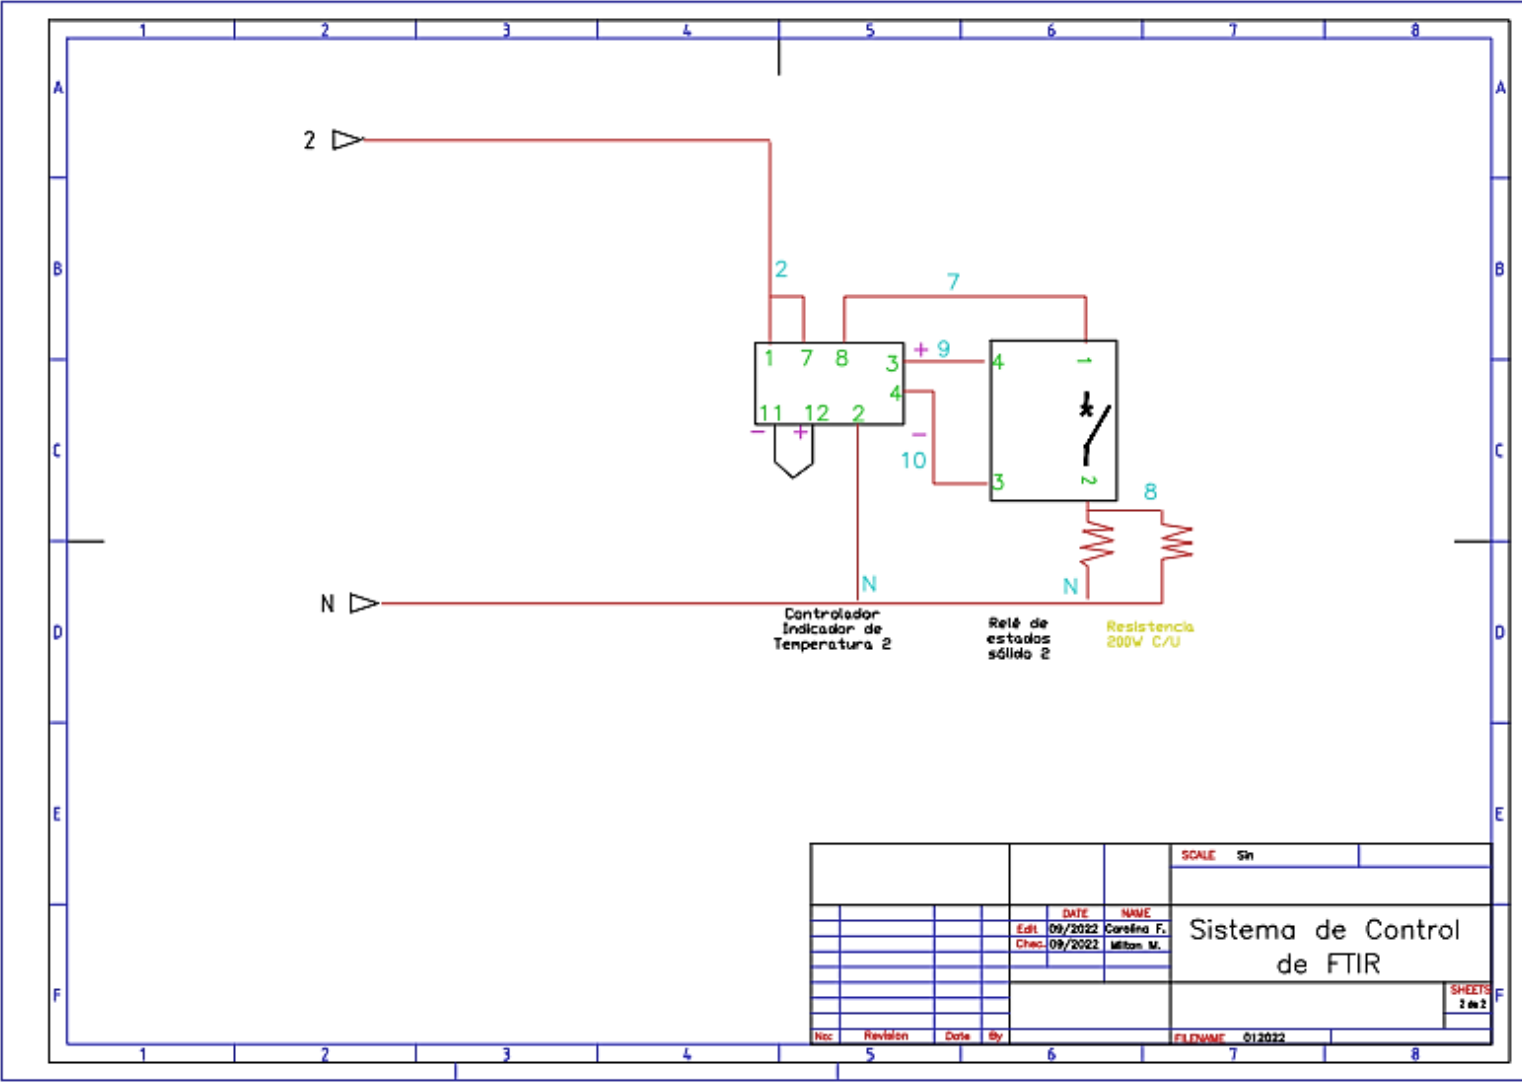 1 2 3 4 5 6 7 8
A A
2
B 2 B
7
1 7 8 3 + 9 4 1
4
11 12 2
- + - C C
10
3 2
8
N N
N
D D
Controlador
Indicador de
Temperatura 2
Relé de
estados
sólido 2
Resistencia
200W C/U
E E
SCALE Sin
DATE NAME
Edit 09/2022 Carolina F.
Chec. 09/2022 Milton M.
Sistema de Control
de FTIR
F F
SHEETS
2 de 2
Revision Date By
FILENAME 012022
1 2 3 4 5 6 7 8